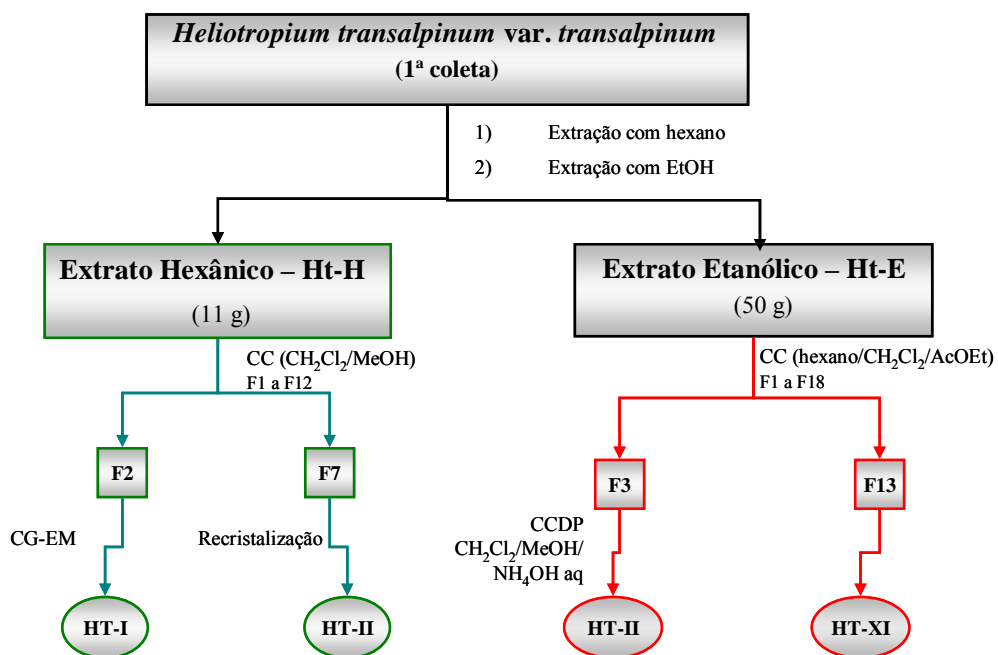 Heliotropium transalpinum var. transalpinum
(1ª coleta)
1) Extração com hexano
2) Extração com EtOH
Extrato Hexânico – Ht-H
(11 g)
Extrato Etanólico – Ht-E
(50 g)
CC (CH₂Cl₂/MeOH)
F1 a F12
CC (hexano/CH₂Cl₂/AcOEt)
F1 a F18
F2
F7
F3
F13
CG-EM
Recristalização
CCDP
CH₂Cl₂/MeOH/
NH₄OH aq
HT-I
HT-II
HT-II
HT-XI